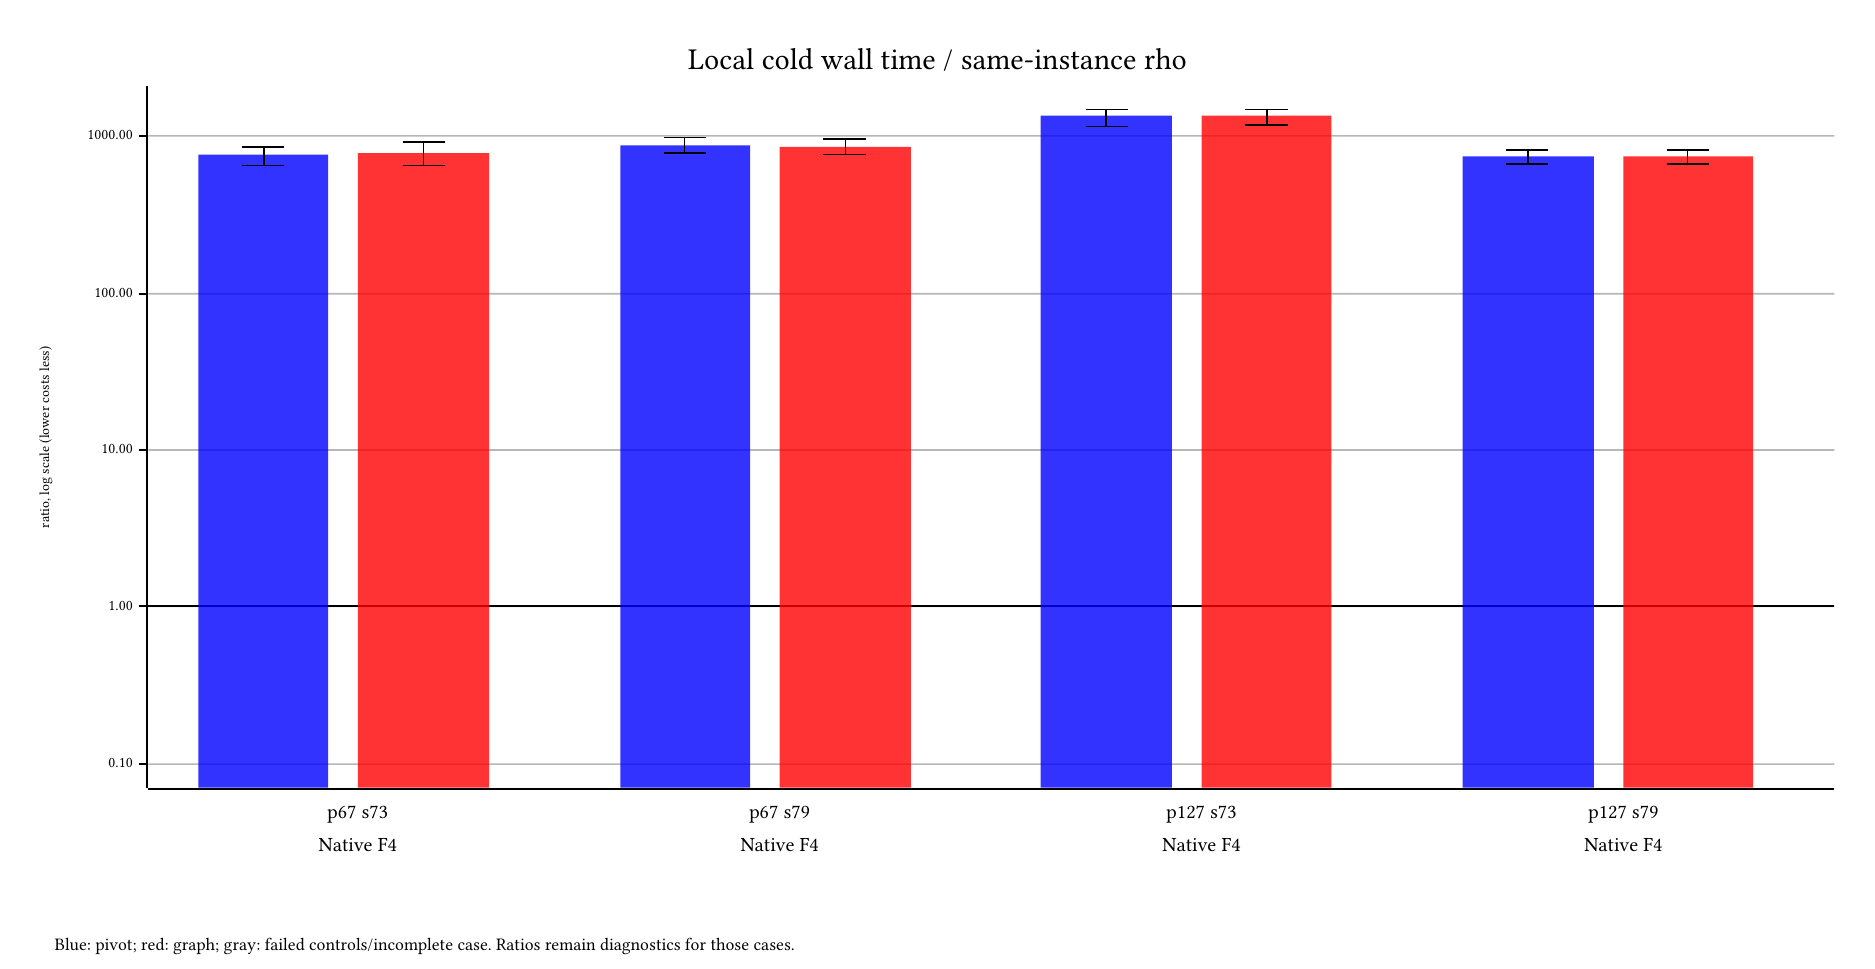 Local cold wall time / same-instance rho
ratio, log scale (lower costs less)
1000.00
100.00
10.00
1.00
0.10
p67 s73
Native F4
p67 s79
Native F4
p127 s73
Native F4
p127 s79
Native F4
Blue: pivot; red: graph; gray: failed controls/incomplete case. Ratios remain diagnostics for those cases.